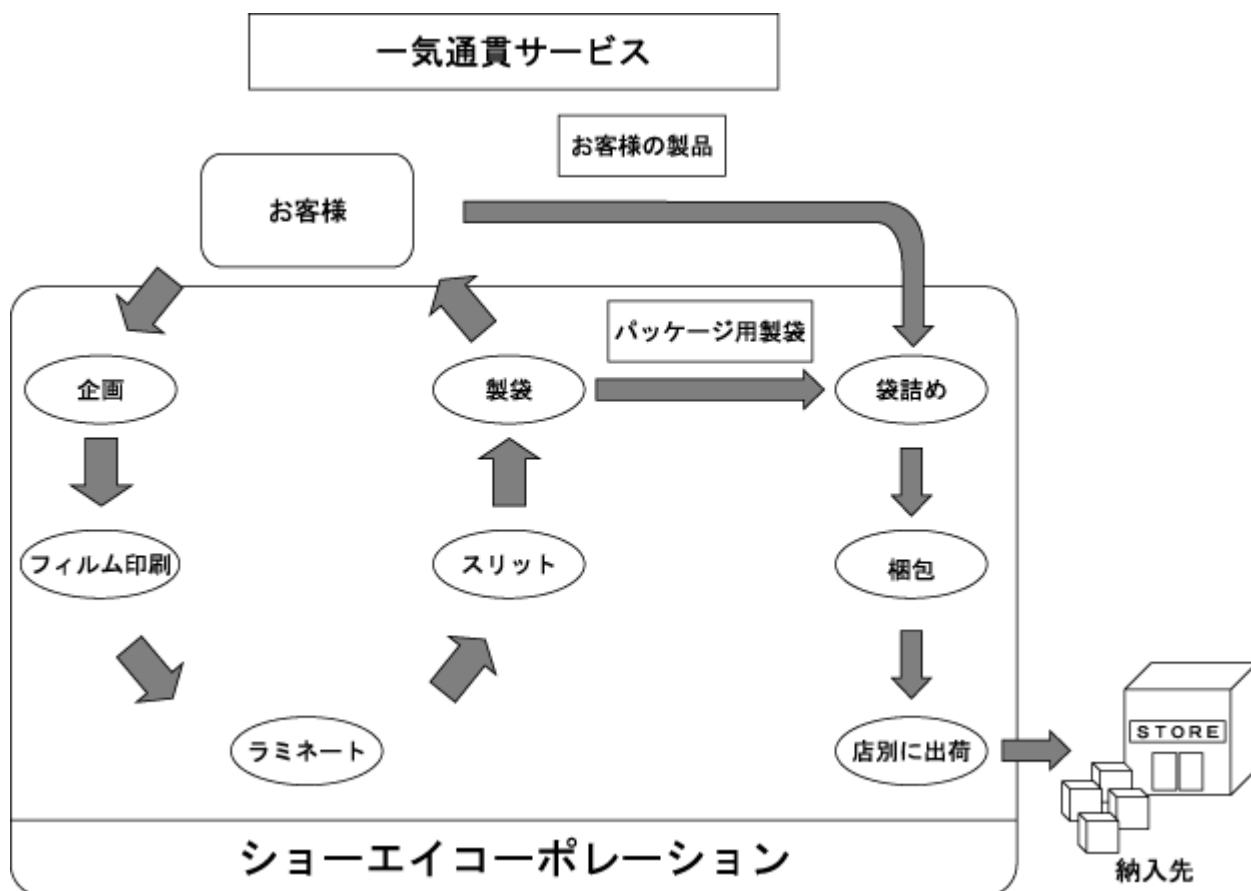 一気通貫サービス
お客様の製品
お客様
パッケージ用製袋
企画
製袋
袋詰め
フィルム印刷
スリット
梱包
ラミネート
店別に出荷
STORE
納入先
ショーエイコーポレーション